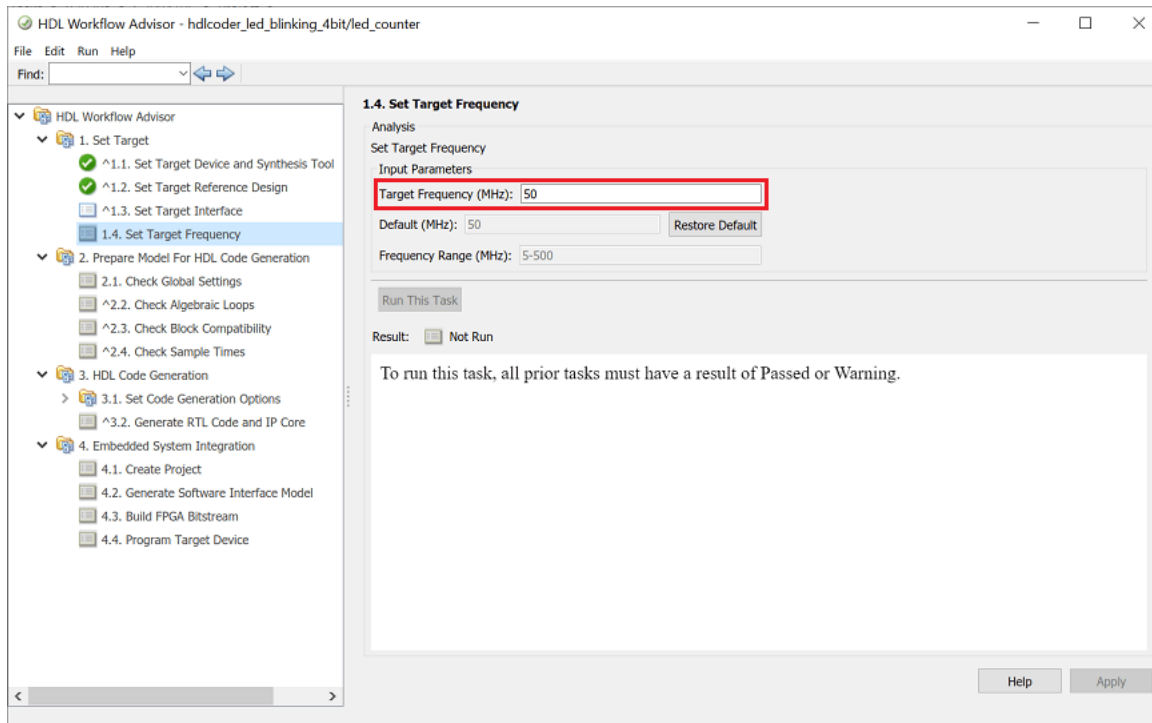 HDL Workflow Advisor - hdlcoder_led_blinking_4bit/led_counter
File Edit Run Help
Find:
HDL Workflow Advisor
1. Set Target
^1.1. Set Target Device and Synthesis Tool
^1.2. Set Target Reference Design
^1.3. Set Target Interface
1.4. Set Target Frequency
2. Prepare Model For HDL Code Generation
2.1. Check Global Settings
^2.2. Check Algebraic Loops
^2.3. Check Block Compatibility
^2.4. Check Sample Times
3. HDL Code Generation
3.1. Set Code Generation Options
^3.2. Generate RTL Code and IP Core
4. Embedded System Integration
4.1. Create Project
4.2. Generate Software Interface Model
4.3. Build FPGA Bitstream
4.4. Program Target Device
1.4. Set Target Frequency
Analysis
Set Target Frequency
Input Parameters
Target Frequency (MHz): 50
Default (MHz): 50 Restore Default
Frequency Range (MHz): 5-500
Run This Task
Result: Not Run
To run this task, all prior tasks must have a result of Passed or Warning.
Help Apply